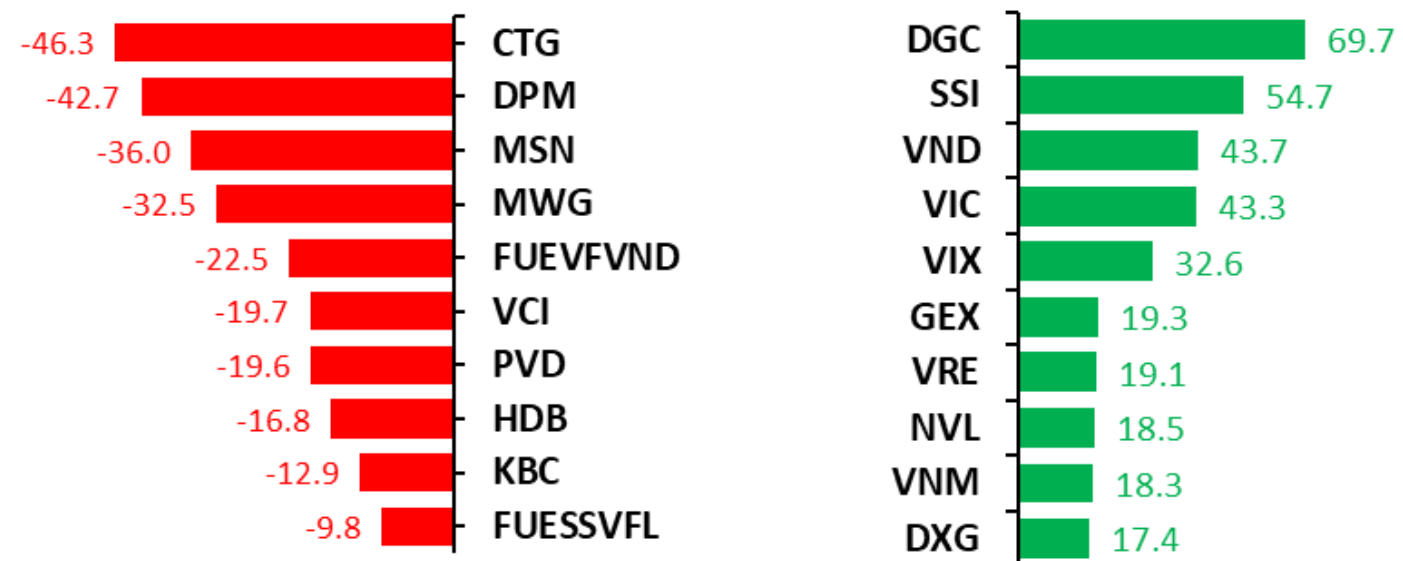 -46.3 CTG
-42.7 DPM
-36.0 MSN
-32.5 MWG
-22.5 FUEVFVND
-19.7 VCI
-19.6 PVD
-16.8 HDB
-12.9 KBC
-9.8 FUESSVFL
DGC 69.7
SSI 54.7
VND 43.7
VIC 43.3
VIX 32.6
GEX 19.3
VRE 19.1
NVL 18.5
VNM 18.3
DXG 17.4